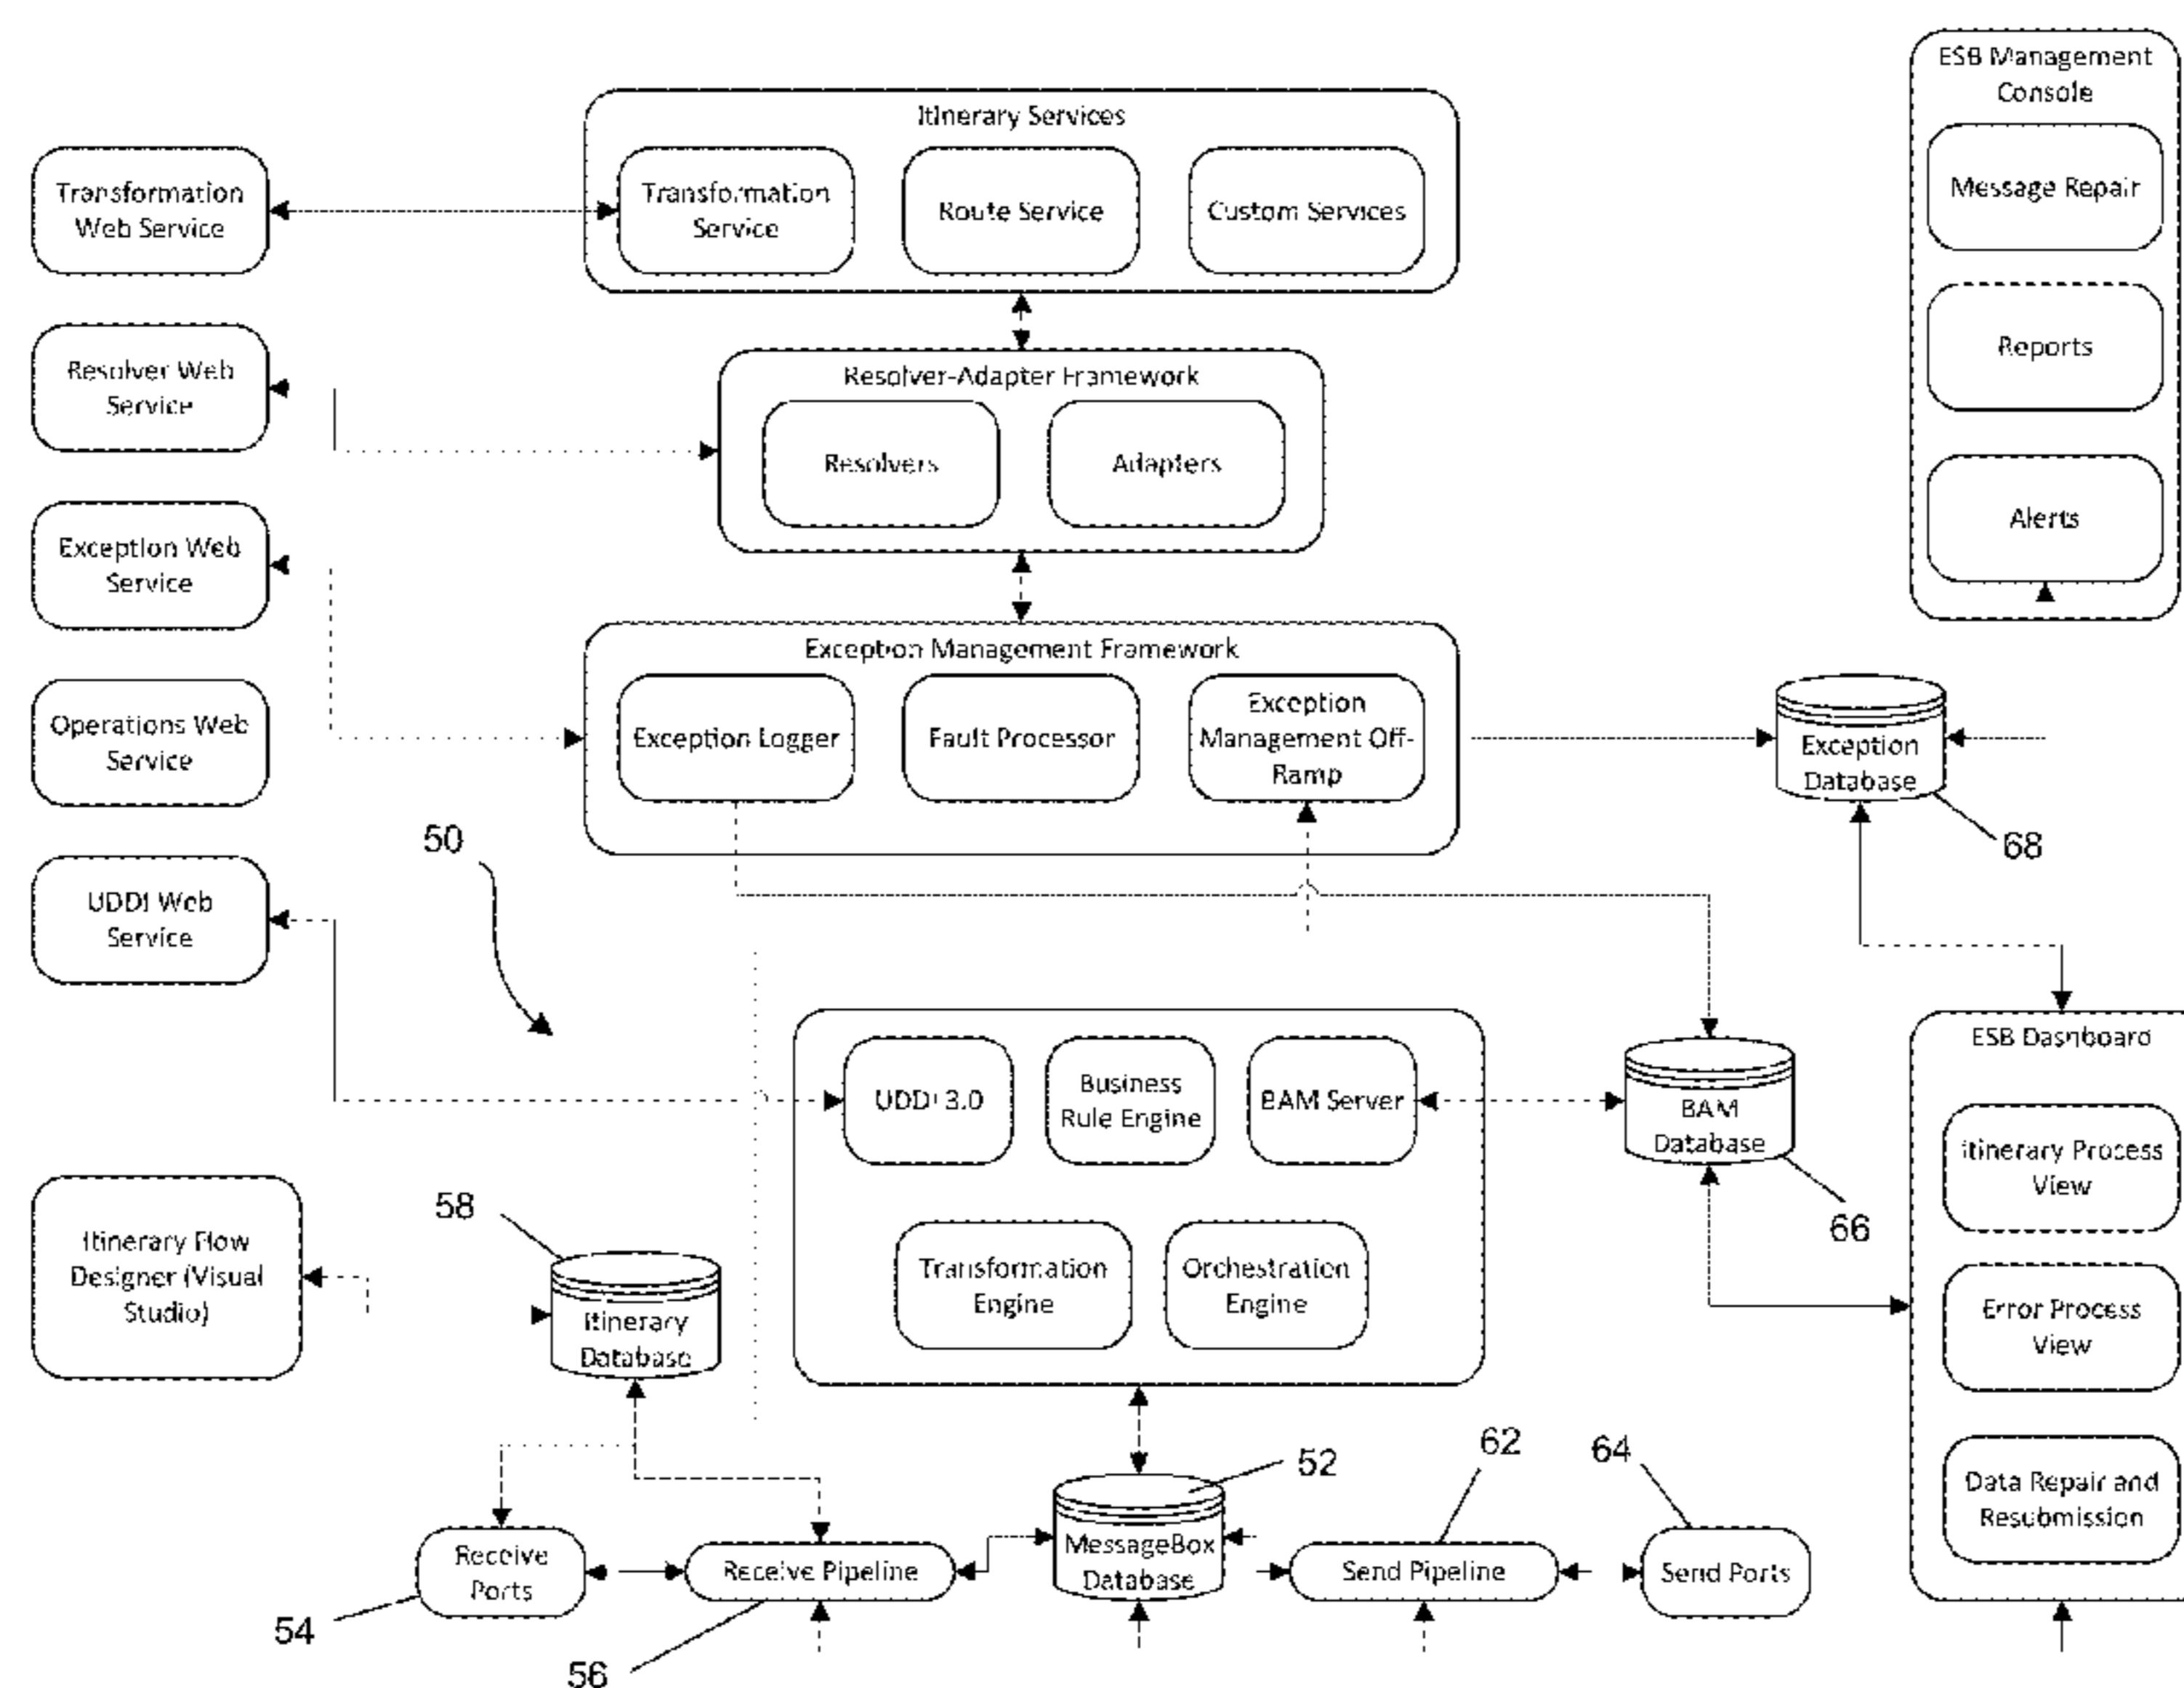 ESB Management
Console
Message Repair
Reports
Alerts
Itinerary Services
Transformation
Service
Route Service
Custom Services
Transformation
Web Service
Resolver Web
Service
Resolver-Adapter Framework
Resolvers
Adapters
Exception Web
Service
Exception Management Framework
Exception Logger
Fault Processor
Exception
Management Off-
Ramp
Operations Web
Service
Exception
Database
68
50
UDDI Web
Service
UDDI 3.0
Business
Rule Engine
BAM Server
Transformation
Engine
Orchestration
Engine
BAM
Database
66
ESB Dashboard
Itinerary Process
View
Error Process
View
Data Repair and
Resubmission
Itinerary Flow
Designer (Visual
Studio)
58
Itinerary
Database
Receive
Ports
54
Receive Pipeline
56
MessageBox
Database
52
Send Pipeline
62
Send Ports
64